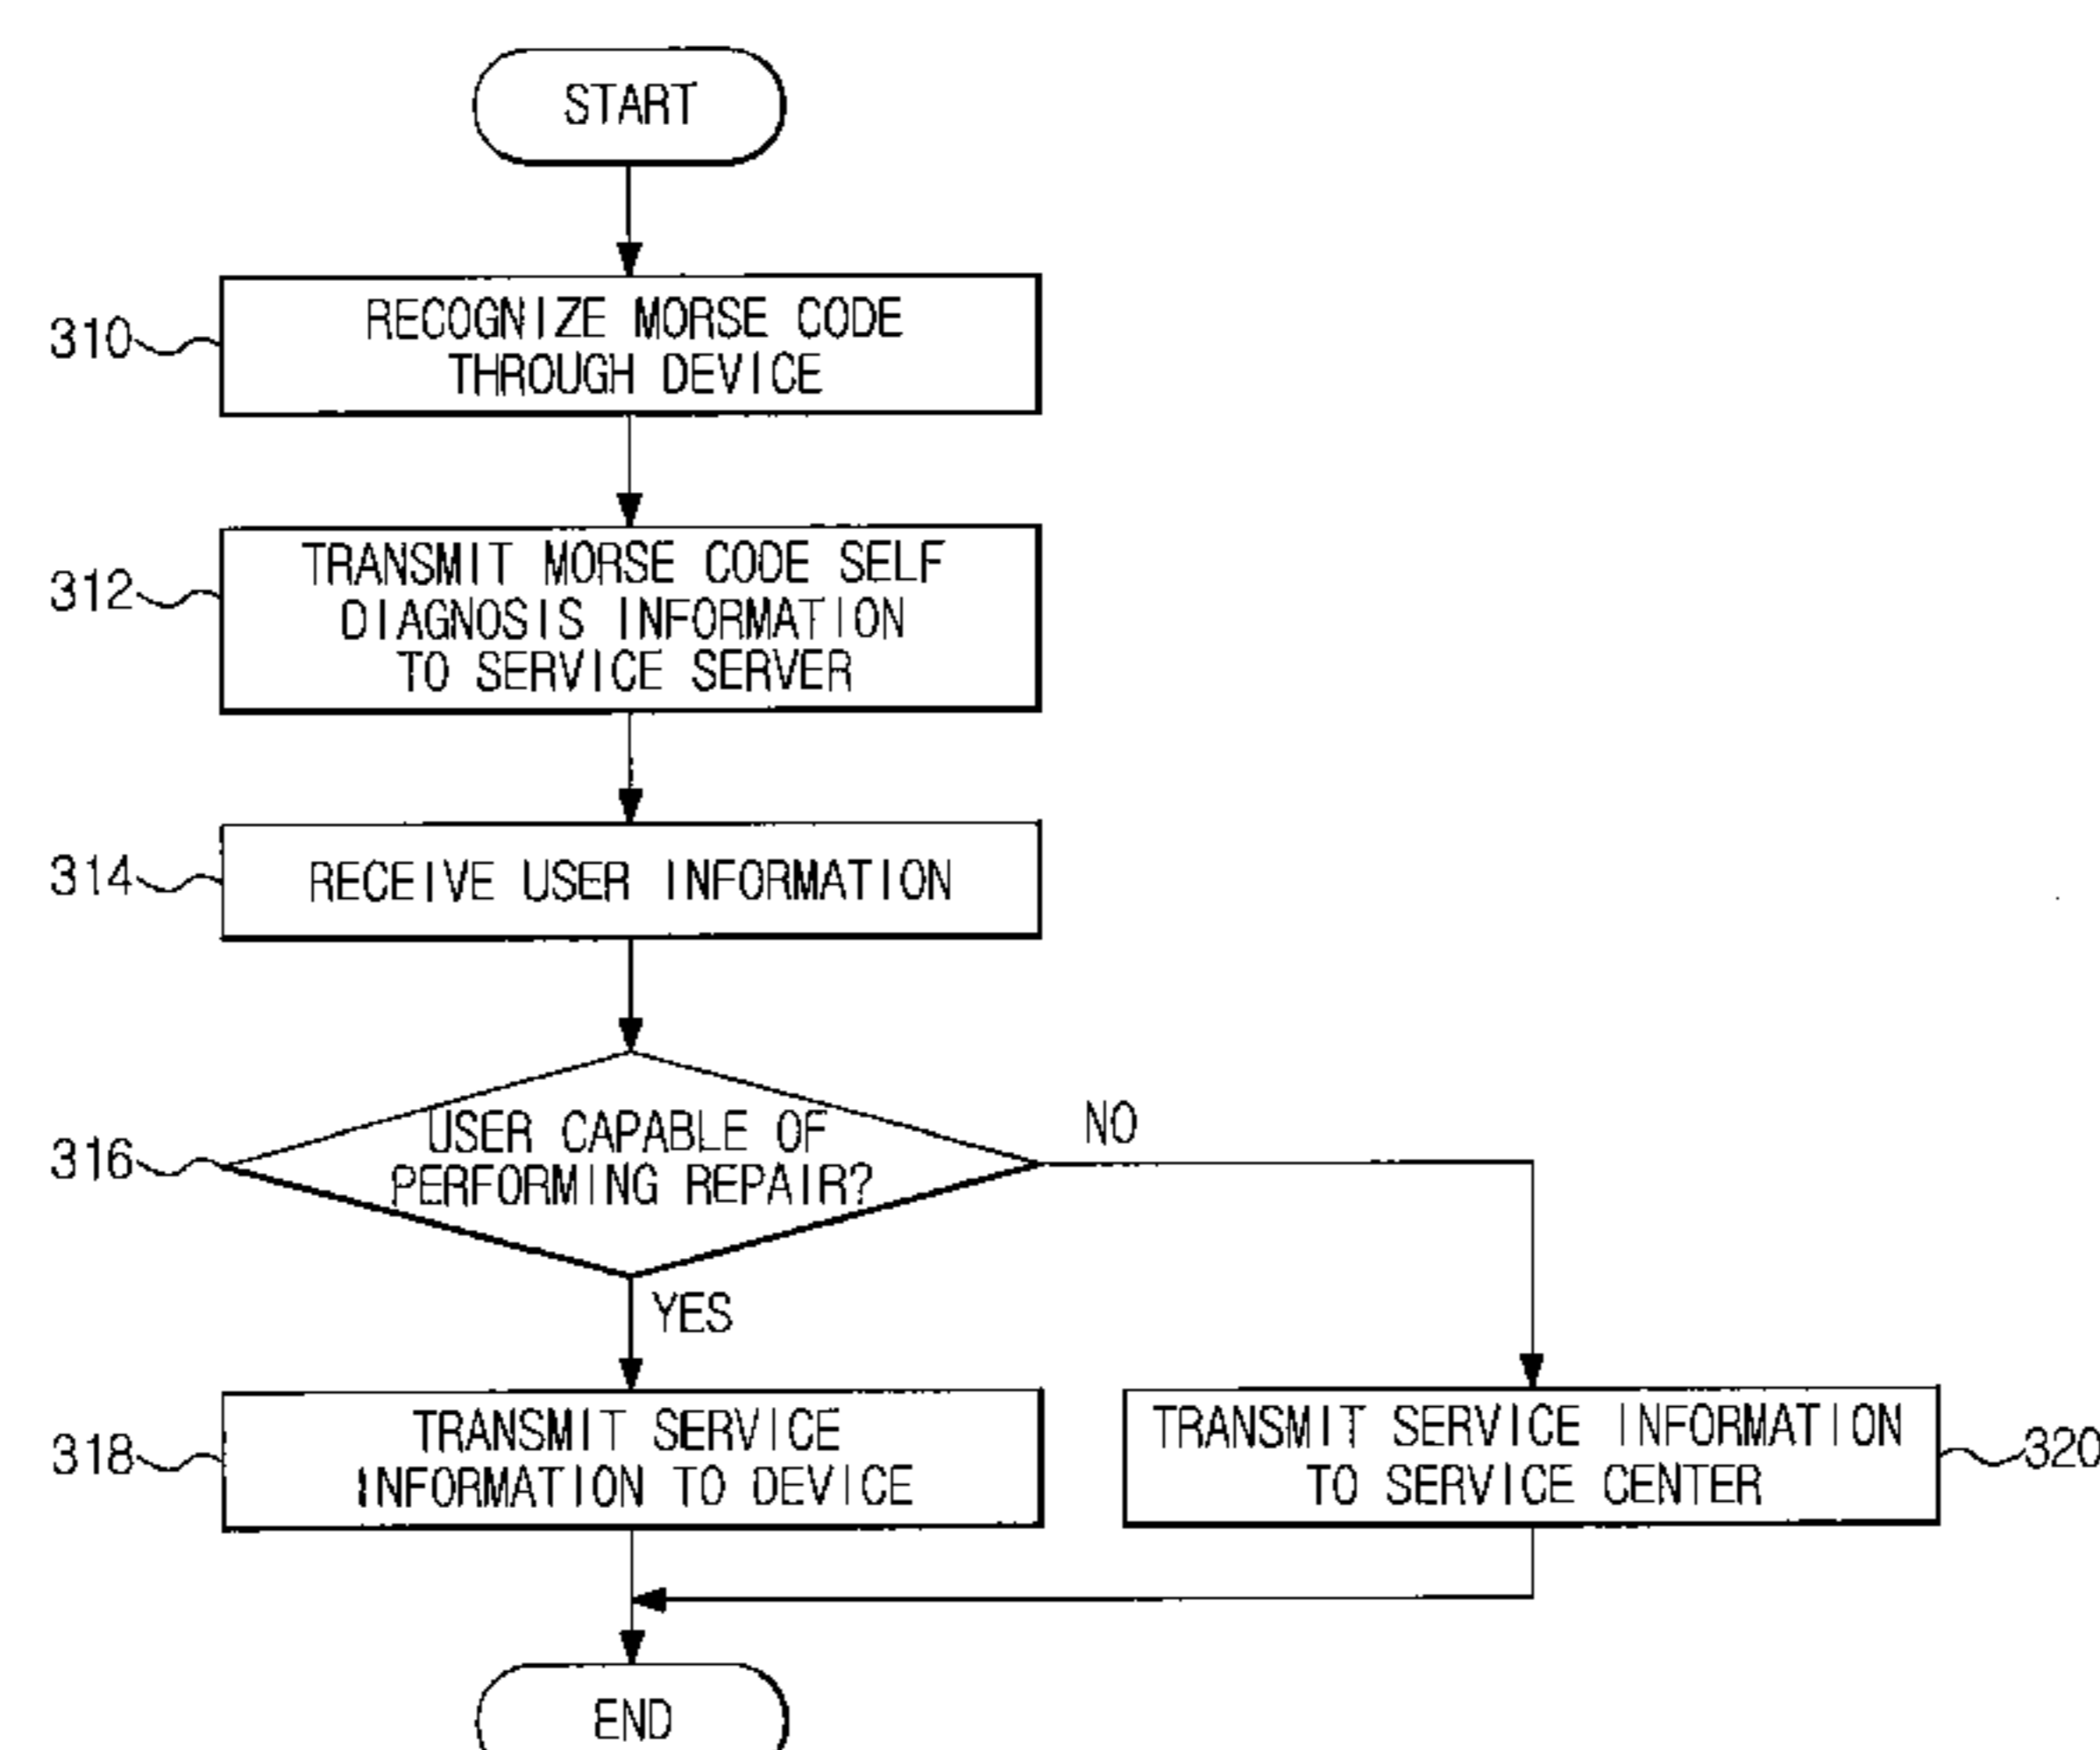 START
310
RECOGNIZE MORSE CODE
THROUGH DEVICE
312
TRANSMIT MORSE CODE SELF
DIAGNOSIS INFORMATION
TO SERVICE SERVER
314
RECEIVE USER INFORMATION
316
USER CAPABLE OF
PERFORMING REPAIR?
NO
YES
318
TRANSMIT SERVICE
INFORMATION TO DEVICE
TRANSMIT SERVICE INFORMATION
TO SERVICE CENTER
320
END